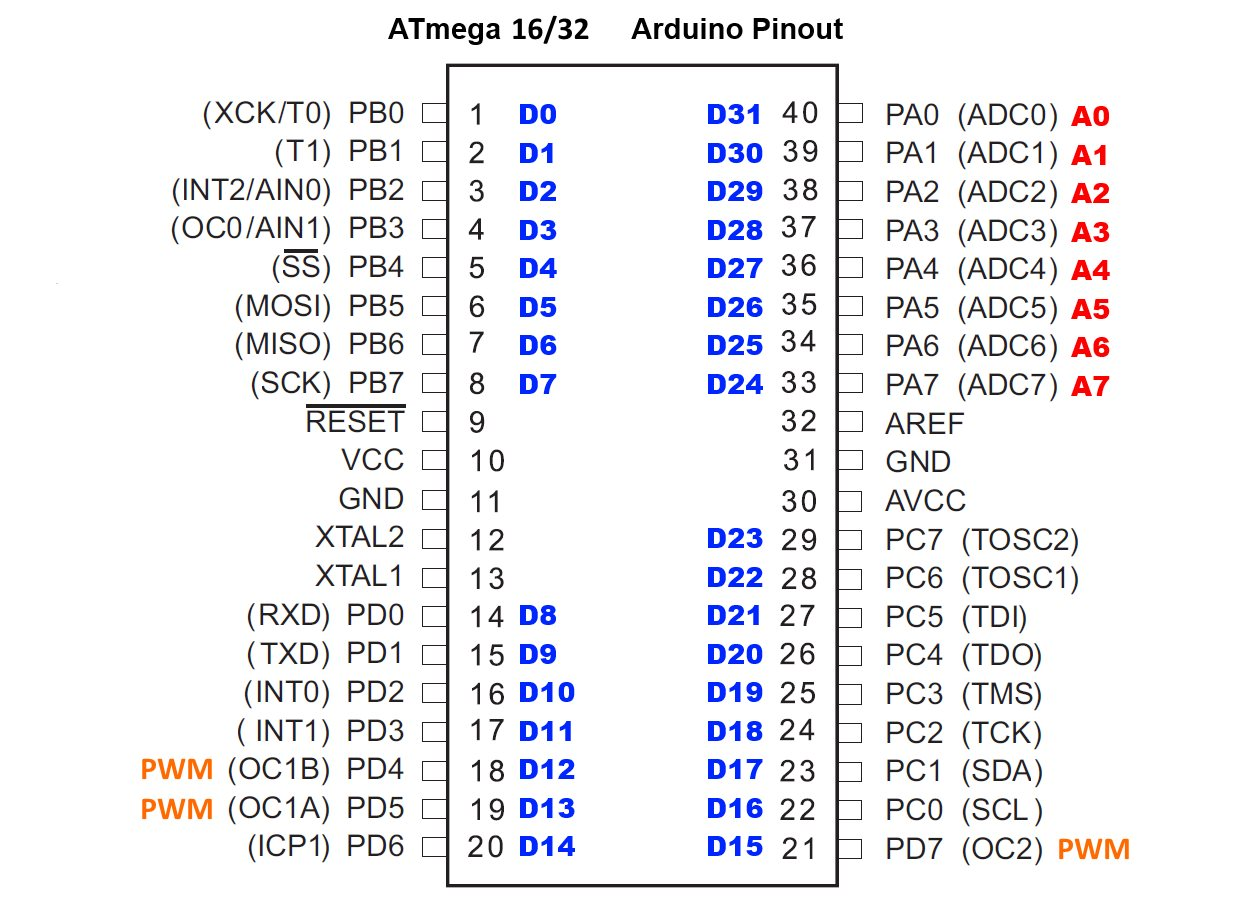 ATmega 16/32 Arduino Pinout
(XCK/T0) PB0 1 D0 D31 40 PA0 (ADC0) A0
(T1) PB1 2 D1 D30 39 PA1 (ADC1) A1
(INT2/AIN0) PB2 3 D2 D29 38 PA2 (ADC2) A2
(OC0/AIN1) PB3 4 D3 D28 37 PA3 (ADC3) A3
(SS) PB4 5 D4 D27 36 PA4 (ADC4) A4
(MOSI) PB5 6 D5 D26 35 PA5 (ADC5) A5
(MISO) PB6 7 D6 D25 34 PA6 (ADC6) A6
(SCK) PB7 8 D7 D24 33 PA7 (ADC7) A7
RESET 9 32 AREF
VCC 10 31 GND
GND 11 30 AVCC
XTAL2 12 D23 29 PC7 (TOSC2)
XTAL1 13 D22 28 PC6 (TOSC1)
(RXD) PD0 14 D8 D21 27 PC5 (TDI)
(TXD) PD1 15 D9 D20 26 PC4 (TDO)
(INT0) PD2 16 D10 D19 25 PC3 (TMS)
( INT1) PD3 17 D11 D18 24 PC2 (TCK)
PWM (OC1B) PD4 18 D12 D17 23 PC1 (SDA)
PWM (OC1A) PD5 19 D13 D16 22 PC0 (SCL)
(ICP1) PD6 20 D14 D15 21 PD7 (OC2) PWM